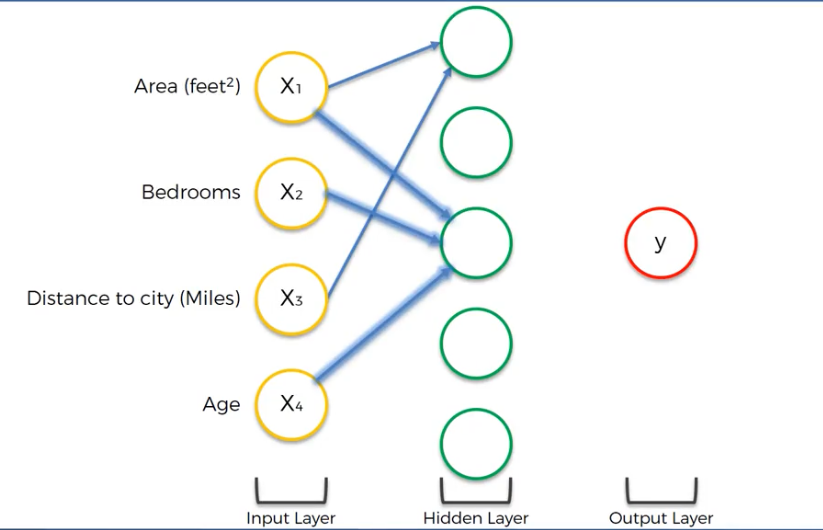 Area (feet²)
X₁
Bedrooms
X₂
Distance to city (Miles)
X₃
Age
X₄
y
Input Layer
Hidden Layer
Output Layer